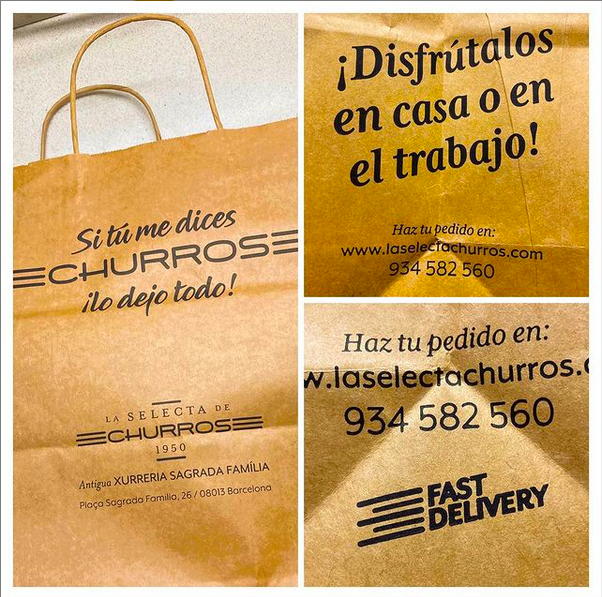 Si tú me dices
CHURROS
¡lo dejo todo!
LA SELECTA DE
CHURROS
1950
Antigua XURRERIA SAGRADA FAMÍLIA
Plaça Sagrada Familia, 26 / 08013 Barcelona
¡Disfrútalos
en casa o en
el trabajo!
Haz tu pedido en:
www.laselectachurros.com
934 582 560
Haz tu pedido en:
w.laselectachurros.c
934 582 560
FAST
DELIVERY